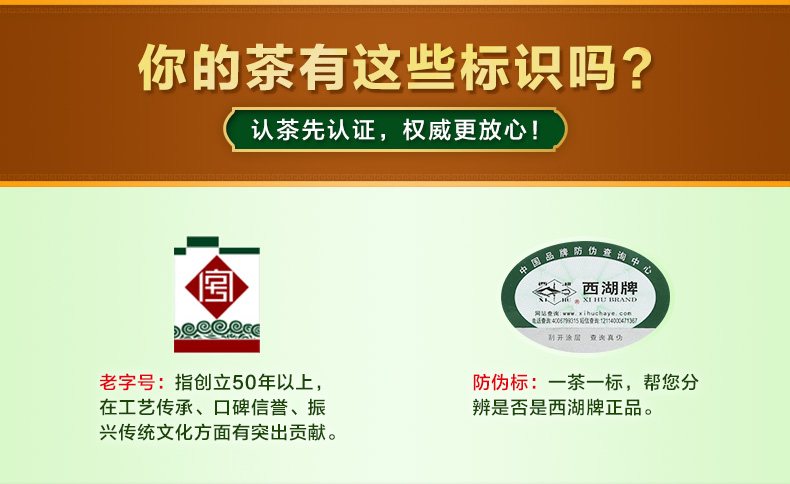 你的茶有这些标识吗?
认茶先认证，权威更放心!
中国品牌防伪查询中心
西湖
西湖牌
XI HU
®
XI HU BRAND
网站查询:www.xihuchaye.com
电话查询:4006799315 短信查询:12114000471367
刮开涂层 查询真伪
老字号：指创立50年以上，
在工艺传承、口碑信誉、振
兴传统文化方面有突出贡献。
防伪标：一茶一标，帮您分
辨是否是西湖牌正品。